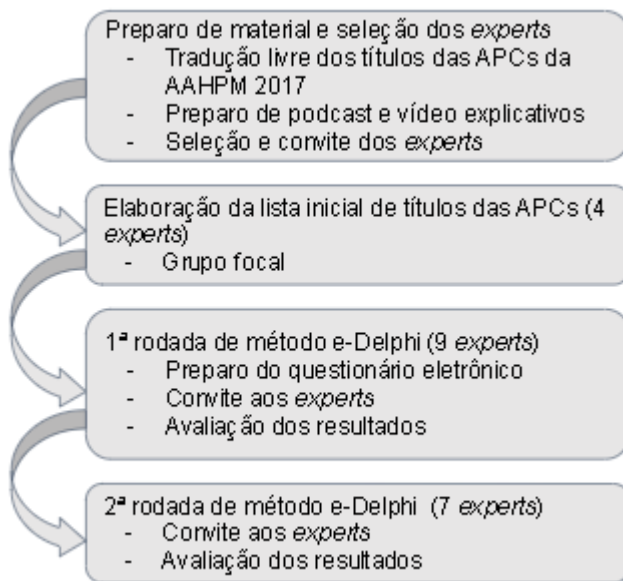 Preparo de material e seleção dos experts
- Tradução livre dos títulos das APCs da
AAHPM 2017
- Preparo de podcast e vídeo explicativos
- Seleção e convite dos experts
Elaboração da lista inicial de títulos das APCs (4
experts)
- Grupo focal
1ª rodada de método e-Delphi (9 experts)
- Preparo do questionário eletrônico
- Convite aos experts
- Avaliação dos resultados
2ª rodada de método e-Delphi (7 experts)
- Convite aos experts
- Avaliação dos resultados